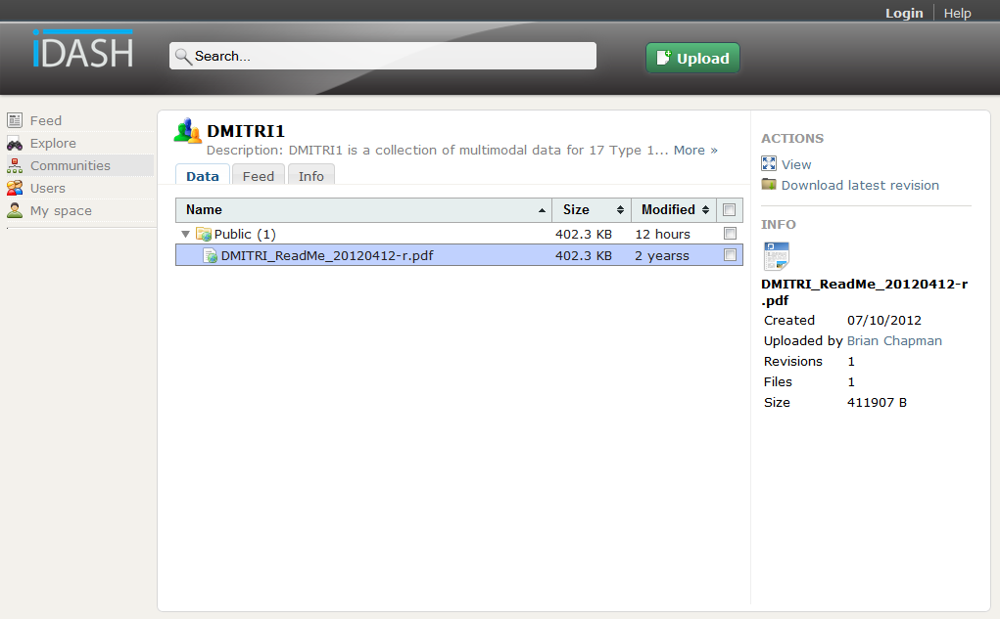 Login Help
iDASH Search... Upload
Feed
Explore
Communities
Users
My space
DMITRI1
Description: DMITRI1 is a collection of multimodal data for 17 Type 1... More »
Data Feed Info
Name Size Modified
Public (1) 402.3 KB 12 hours
DMITRI_ReadMe_20120412-r.pdf 402.3 KB 2 yearss
ACTIONS
View
Download latest revision
INFO
DMITRI_ReadMe_20120412-r
.pdf
Created 07/10/2012
Uploaded by Brian Chapman
Revisions 1
Files 1
Size 411907 B